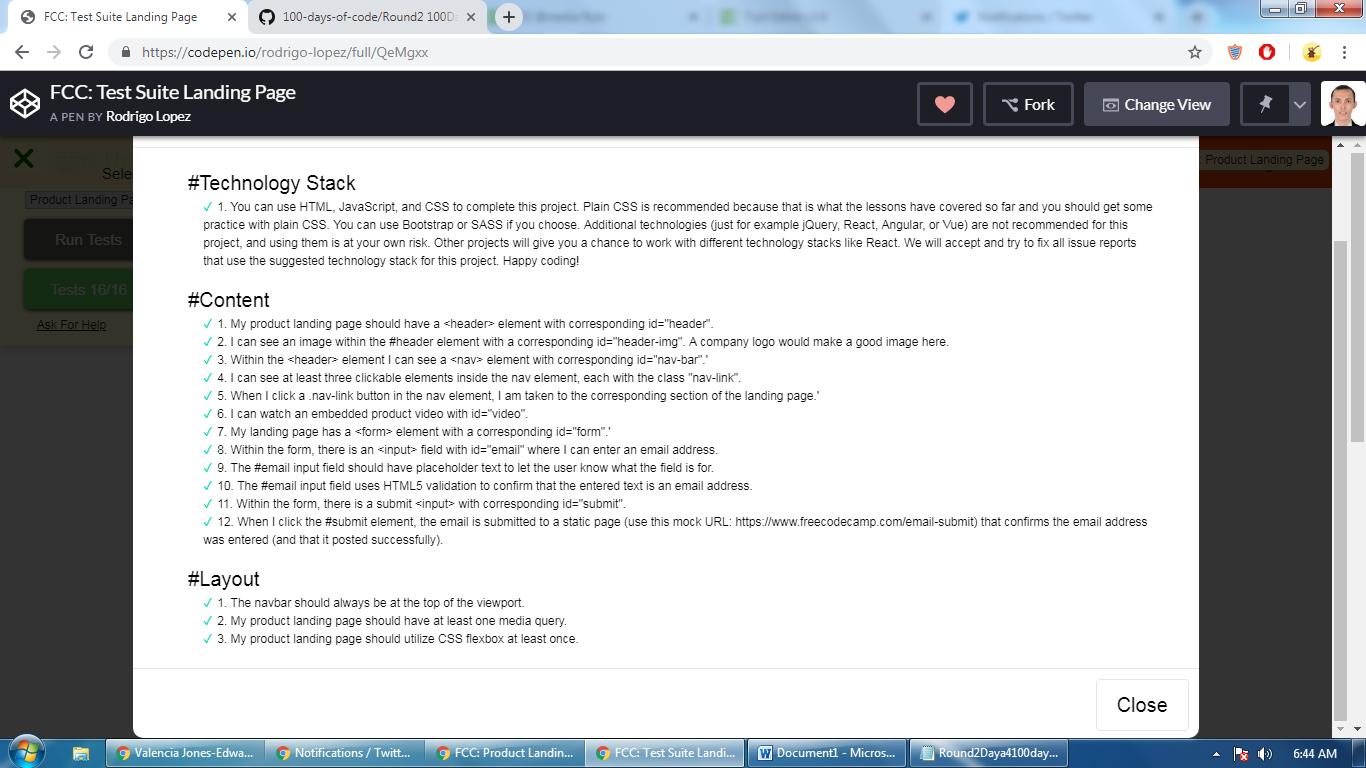 FCC: Test Suite Landing Page
100-days-of-code/Round2 100Da
Notifications / Twitter
https://codepen.io/rodrigo-lopez/full/QeMgxx
FCC: Test Suite Landing Page
A PEN BY Rodrigo Lopez
Fork
Change View
Sele
: Product Landing Page
Product Landing Pa
Run Tests
Tests 16/16
Ask For Help
#Technology Stack
✓ 1. You can use HTML, JavaScript, and CSS to complete this project. Plain CSS is recommended because that is what the lessons have covered so far and you should get some
practice with plain CSS. You can use Bootstrap or SASS if you choose. Additional technologies (just for example jQuery, React, Angular, or Vue) are not recommended for this
project, and using them is at your own risk. Other projects will give you a chance to work with different technology stacks like React. We will accept and try to fix all issue reports
that use the suggested technology stack for this project. Happy coding!
#Content
✓ 1. My product landing page should have a <header> element with corresponding id="header".
✓ 2. I can see an image within the #header element with a corresponding id="header-img". A company logo would make a good image here.
✓ 3. Within the <header> element I can see a <nav> element with corresponding id="nav-bar".'
✓ 4. I can see at least three clickable elements inside the nav element, each with the class "nav-link".
✓ 5. When I click a .nav-link button in the nav element, I am taken to the corresponding section of the landing page.'
✓ 6. I can watch an embedded product video with id="video".
✓ 7. My landing page has a <form> element with a corresponding id="form".'
✓ 8. Within the form, there is an <input> field with id="email" where I can enter an email address.
✓ 9. The #email input field should have placeholder text to let the user know what the field is for.
✓ 10. The #email input field uses HTML5 validation to confirm that the entered text is an email address.
✓ 11. Within the form, there is a submit <input> with corresponding id="submit".
✓ 12. When I click the #submit element, the email is submitted to a static page (use this mock URL: https://www.freecodecamp.com/email-submit) that confirms the email address
was entered (and that it posted successfully).
#Layout
✓ 1. The navbar should always be at the top of the viewport.
✓ 2. My product landing page should have at least one media query.
✓ 3. My product landing page should utilize CSS flexbox at least once.
Close
Valencia Jones-Edwa...
Notifications / Twitt...
FCC: Product Landin...
FCC: Test Suite Landi...
Document1 - Micros...
Round2Daya4100day...
6:44 AM